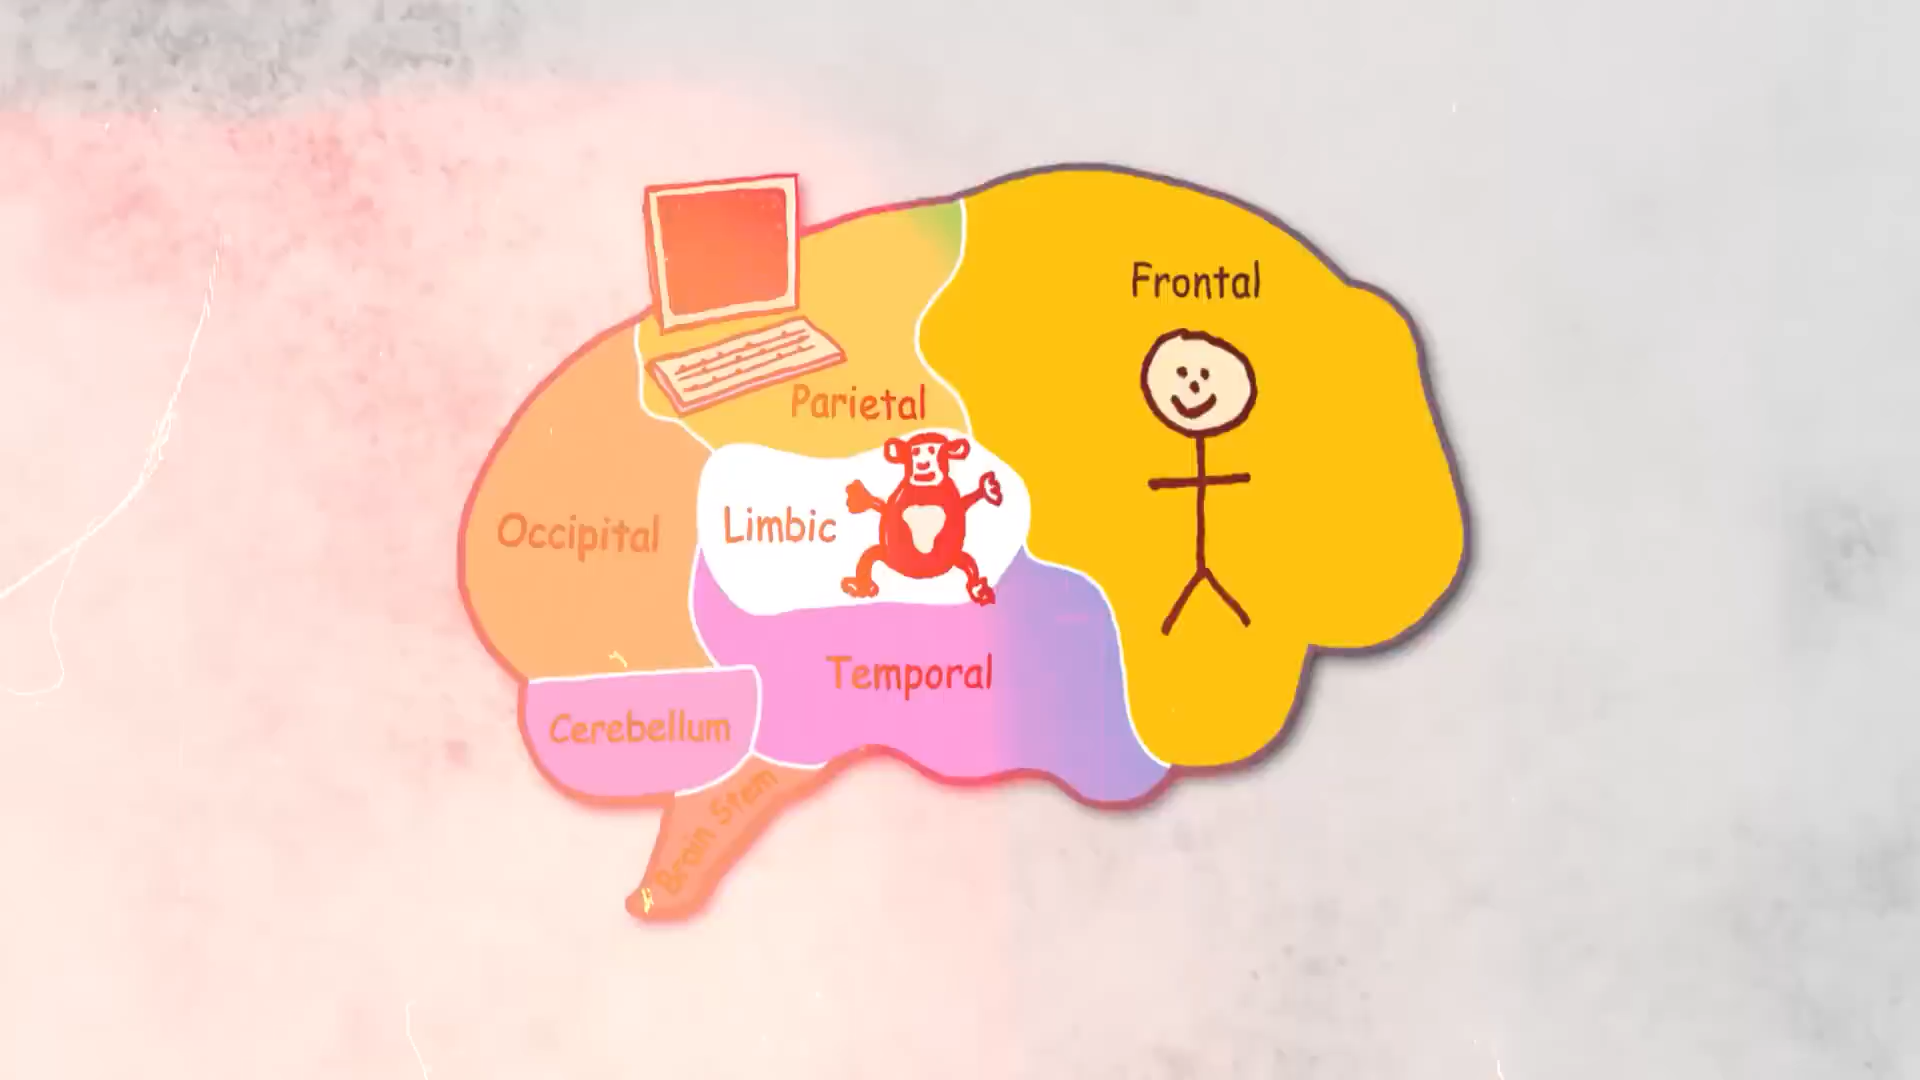 Frontal
Parietal
Limbic
Occipital
Temporal
Cerebellum
Brain Stem